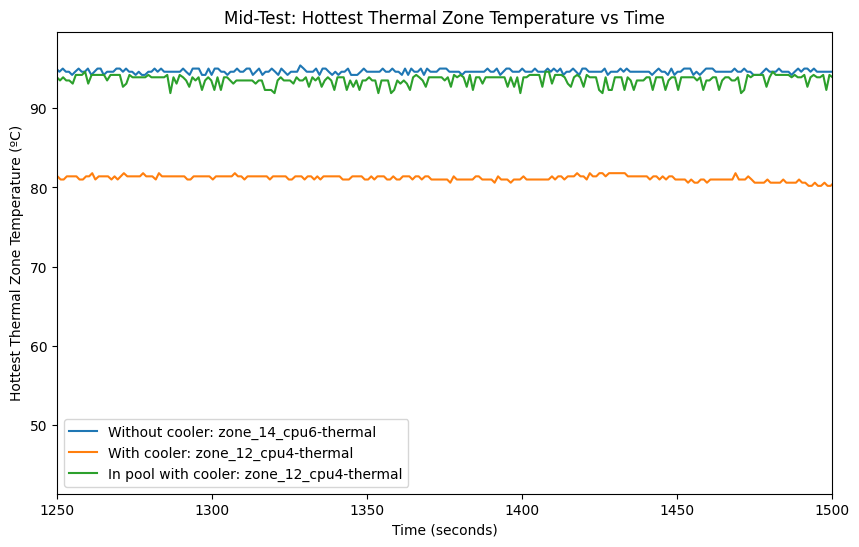 Mid-Test: Hottest Thermal Zone Temperature vs Time
Hottest Thermal Zone Temperature (ºC)
90
80
70
60
50
Without cooler: zone_14_cpu6-thermal
With cooler: zone_12_cpu4-thermal
In pool with cooler: zone_12_cpu4-thermal
1250
1300
1350
1400
1450
1500
Time (seconds)